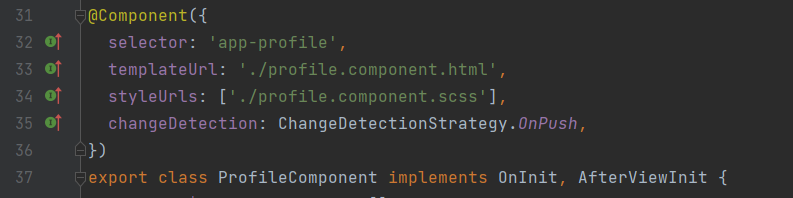 31 @Component({
32 selector: 'app-profile',
33 templateUrl: './profile.component.html',
34 styleUrls: ['./profile.component.scss'],
35 changeDetection: ChangeDetectionStrategy.OnPush,
36 })
37 export class ProfileComponent implements OnInit, AfterViewInit {